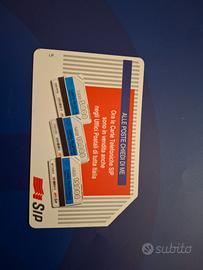 ALLE POSTE CHIEDI DI ME
Ora le Carte Telefoniche SIP
sono in vendita anche
negli Uffici Postali di tutta Italia
Sip
subito